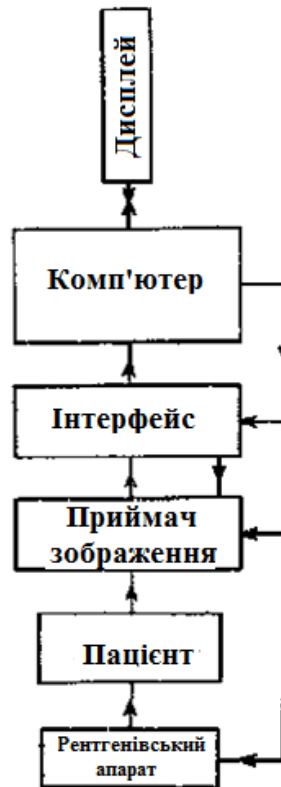 Дисплей
Комп'ютер
Інтерфейс
Приймач
зображення
Пацієнт
Рентгенівський
апарат